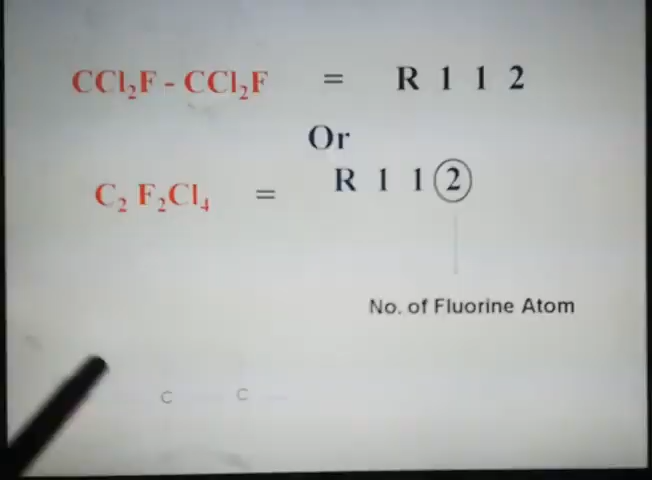 CCl₂F - CCl₂F = R 1 1 2
Or
C₂ F₂Cl₄ = R 1 1 2
No. of Fluorine Atom
C C